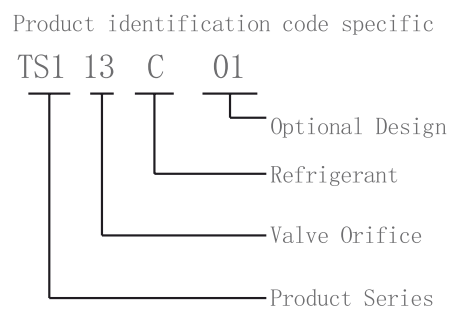 Product identification code specific
TS1 13 C 01
Optional Design
Refrigerant
Valve Orifice
Product Series